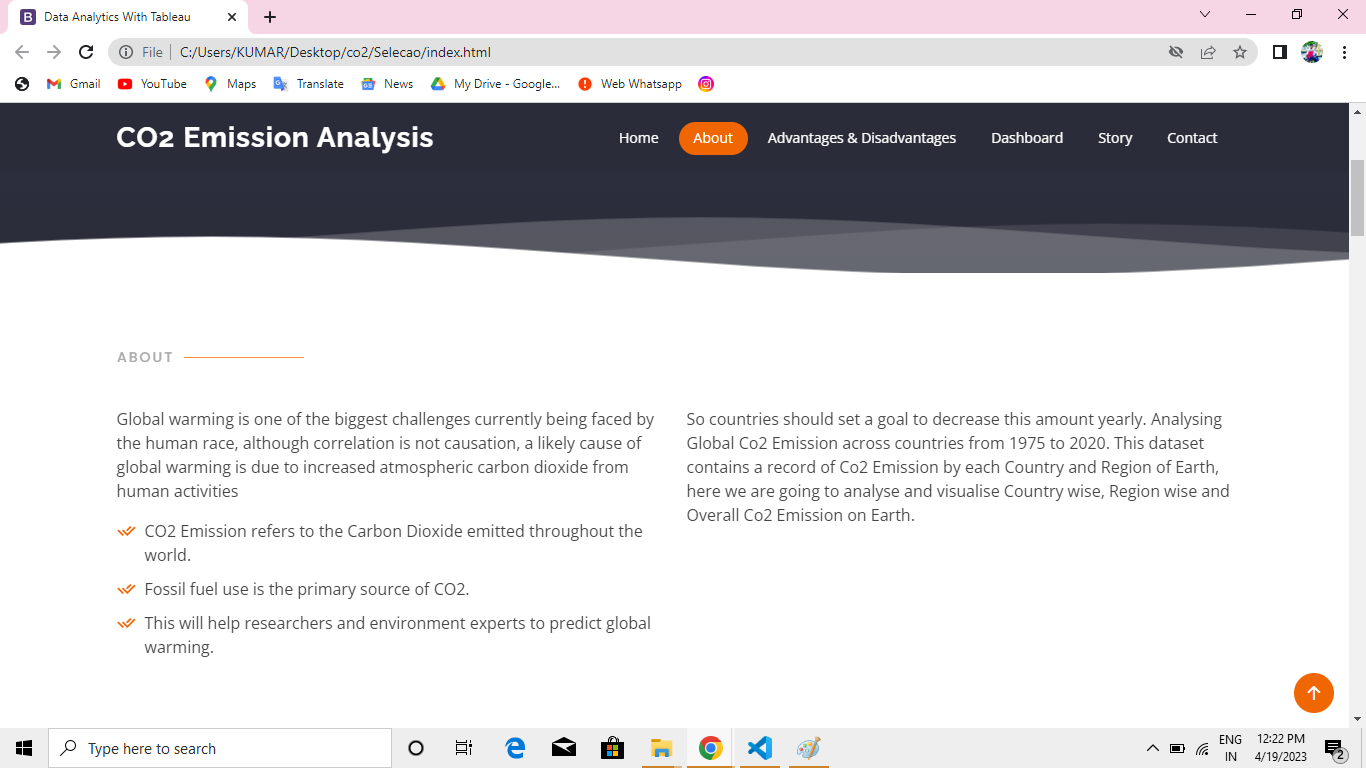 Data Analytics With Tableau
File
C:/Users/KUMAR/Desktop/co2/Selecao/index.html
Gmail
YouTube
Maps
Translate
News
My Drive - Google...
Web Whatsapp
CO2 Emission Analysis
Home
About
Advantages & Disadvantages
Dashboard
Story
Contact
ABOUT
Global warming is one of the biggest challenges currently being faced by
the human race, although correlation is not causation, a likely cause of
global warming is due to increased atmospheric carbon dioxide from
human activities
CO2 Emission refers to the Carbon Dioxide emitted throughout the
world.
Fossil fuel use is the primary source of CO2.
This will help researchers and environment experts to predict global
warming.
So countries should set a goal to decrease this amount yearly. Analysing
Global Co2 Emission across countries from 1975 to 2020. This dataset
contains a record of Co2 Emission by each Country and Region of Earth,
here we are going to analyse and visualise Country wise, Region wise and
Overall Co2 Emission on Earth.
Type here to search
ENG
IN
12:22 PM
4/19/2023
2